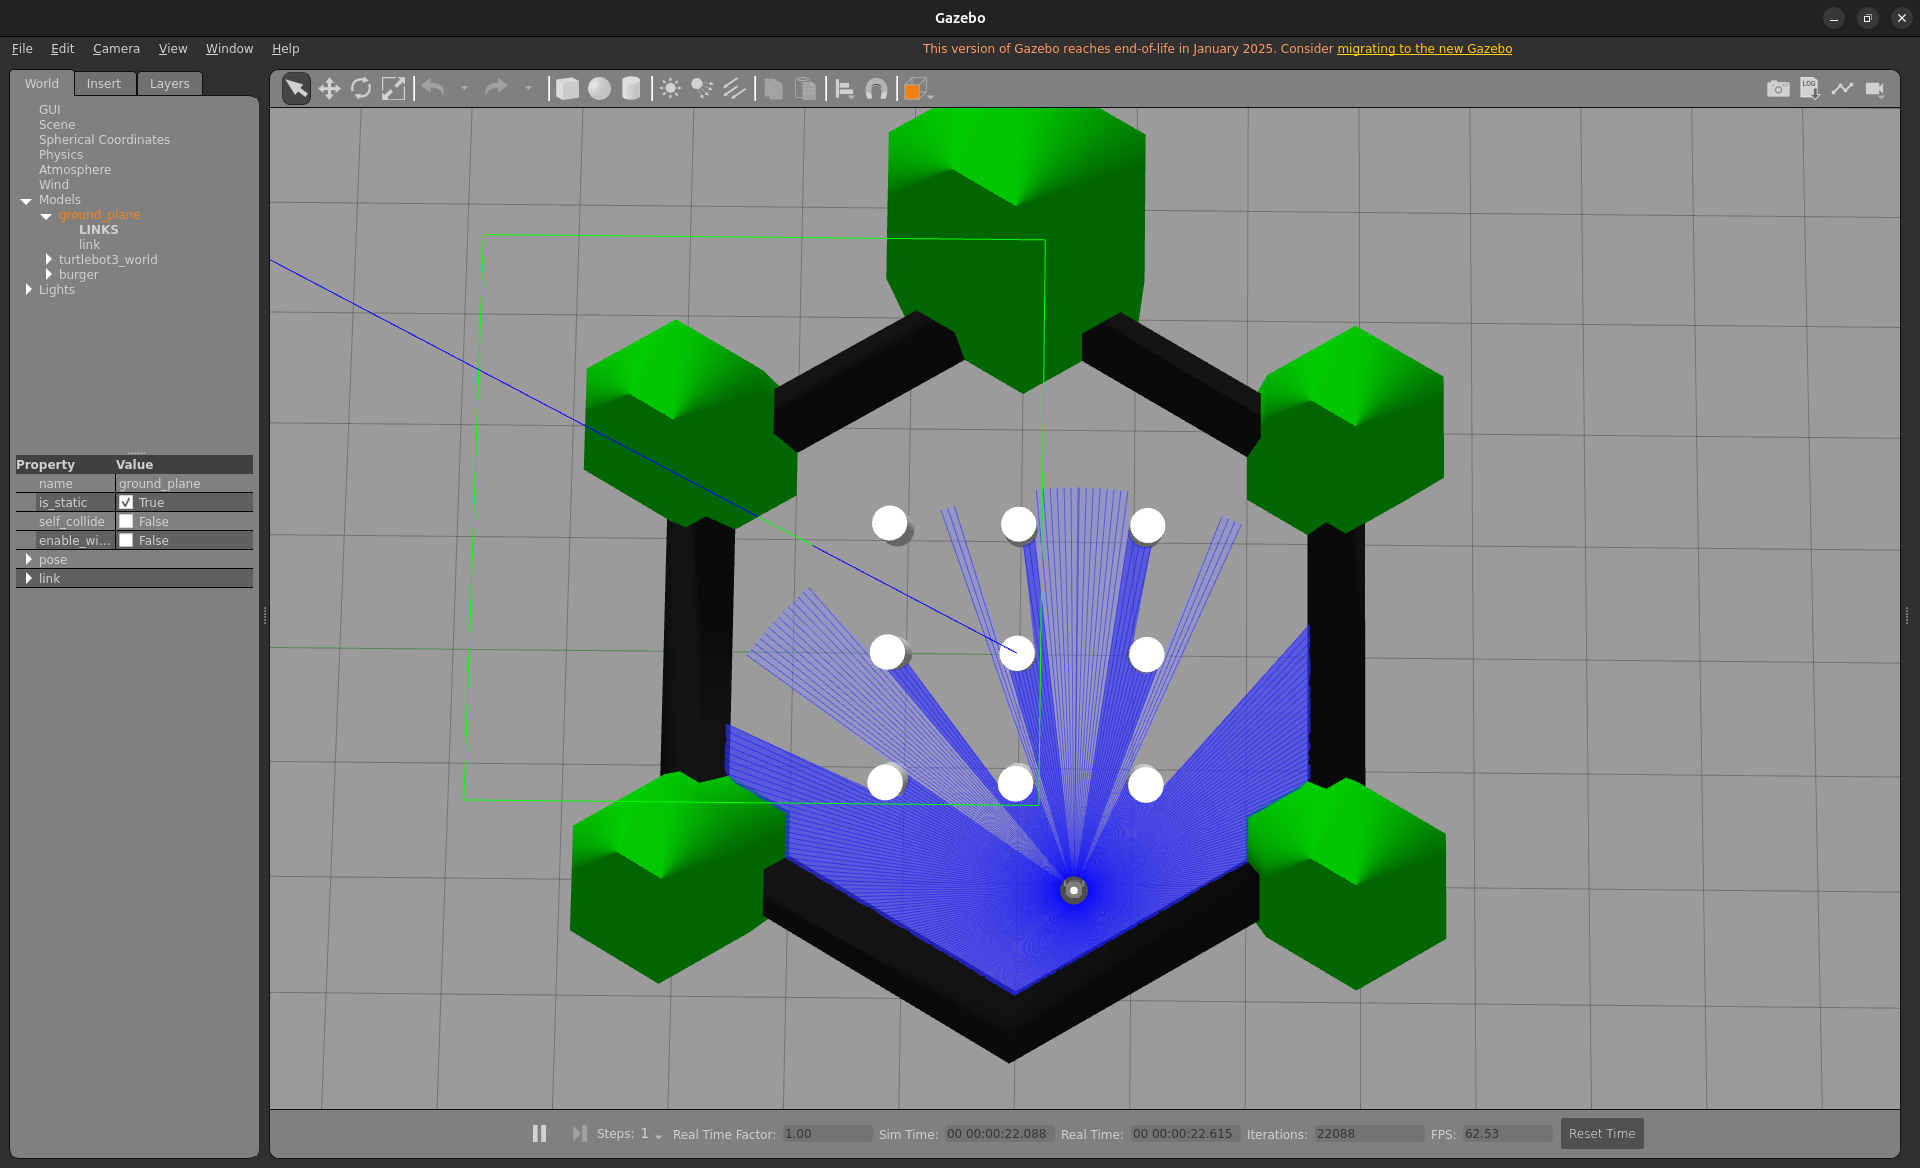 Gazebo
File Edit Camera View Window Help
This version of Gazebo reaches end-of-life in January 2025. Consider migrating to the new Gazebo
World Insert Layers
LOG
GUI
Scene
Spherical Coordinates
Physics
Atmosphere
Wind
Models
ground_plane
LINKS
link
turtlebot3_world
burger
Lights
Property Value
name ground_plane
is_static True
self_collide False
enable_wi... False
pose
link
Steps: 1 Real Time Factor: 1.00 Sim Time: 00 00:00:22.088 Real Time: 00 00:00:22.615 Iterations: 22088 FPS: 62.53 Reset Time